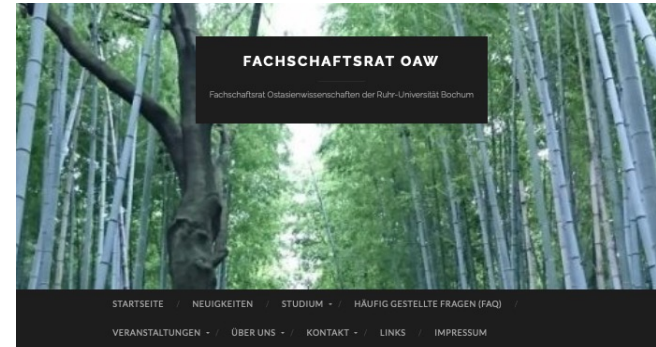 FACHSCHAFTSRAT OAW
Fachschaftsrat Ostasienwissenschaften der Ruhr-Universität Bochum
STARTSEITE / NEUIGKEITEN / STUDIUM / HÄUFIG GESTELLTE FRAGEN (FAQ) /
VERANSTALTUNGEN / ÜBER UNS / KONTAKT / LINKS / IMPRESSUM